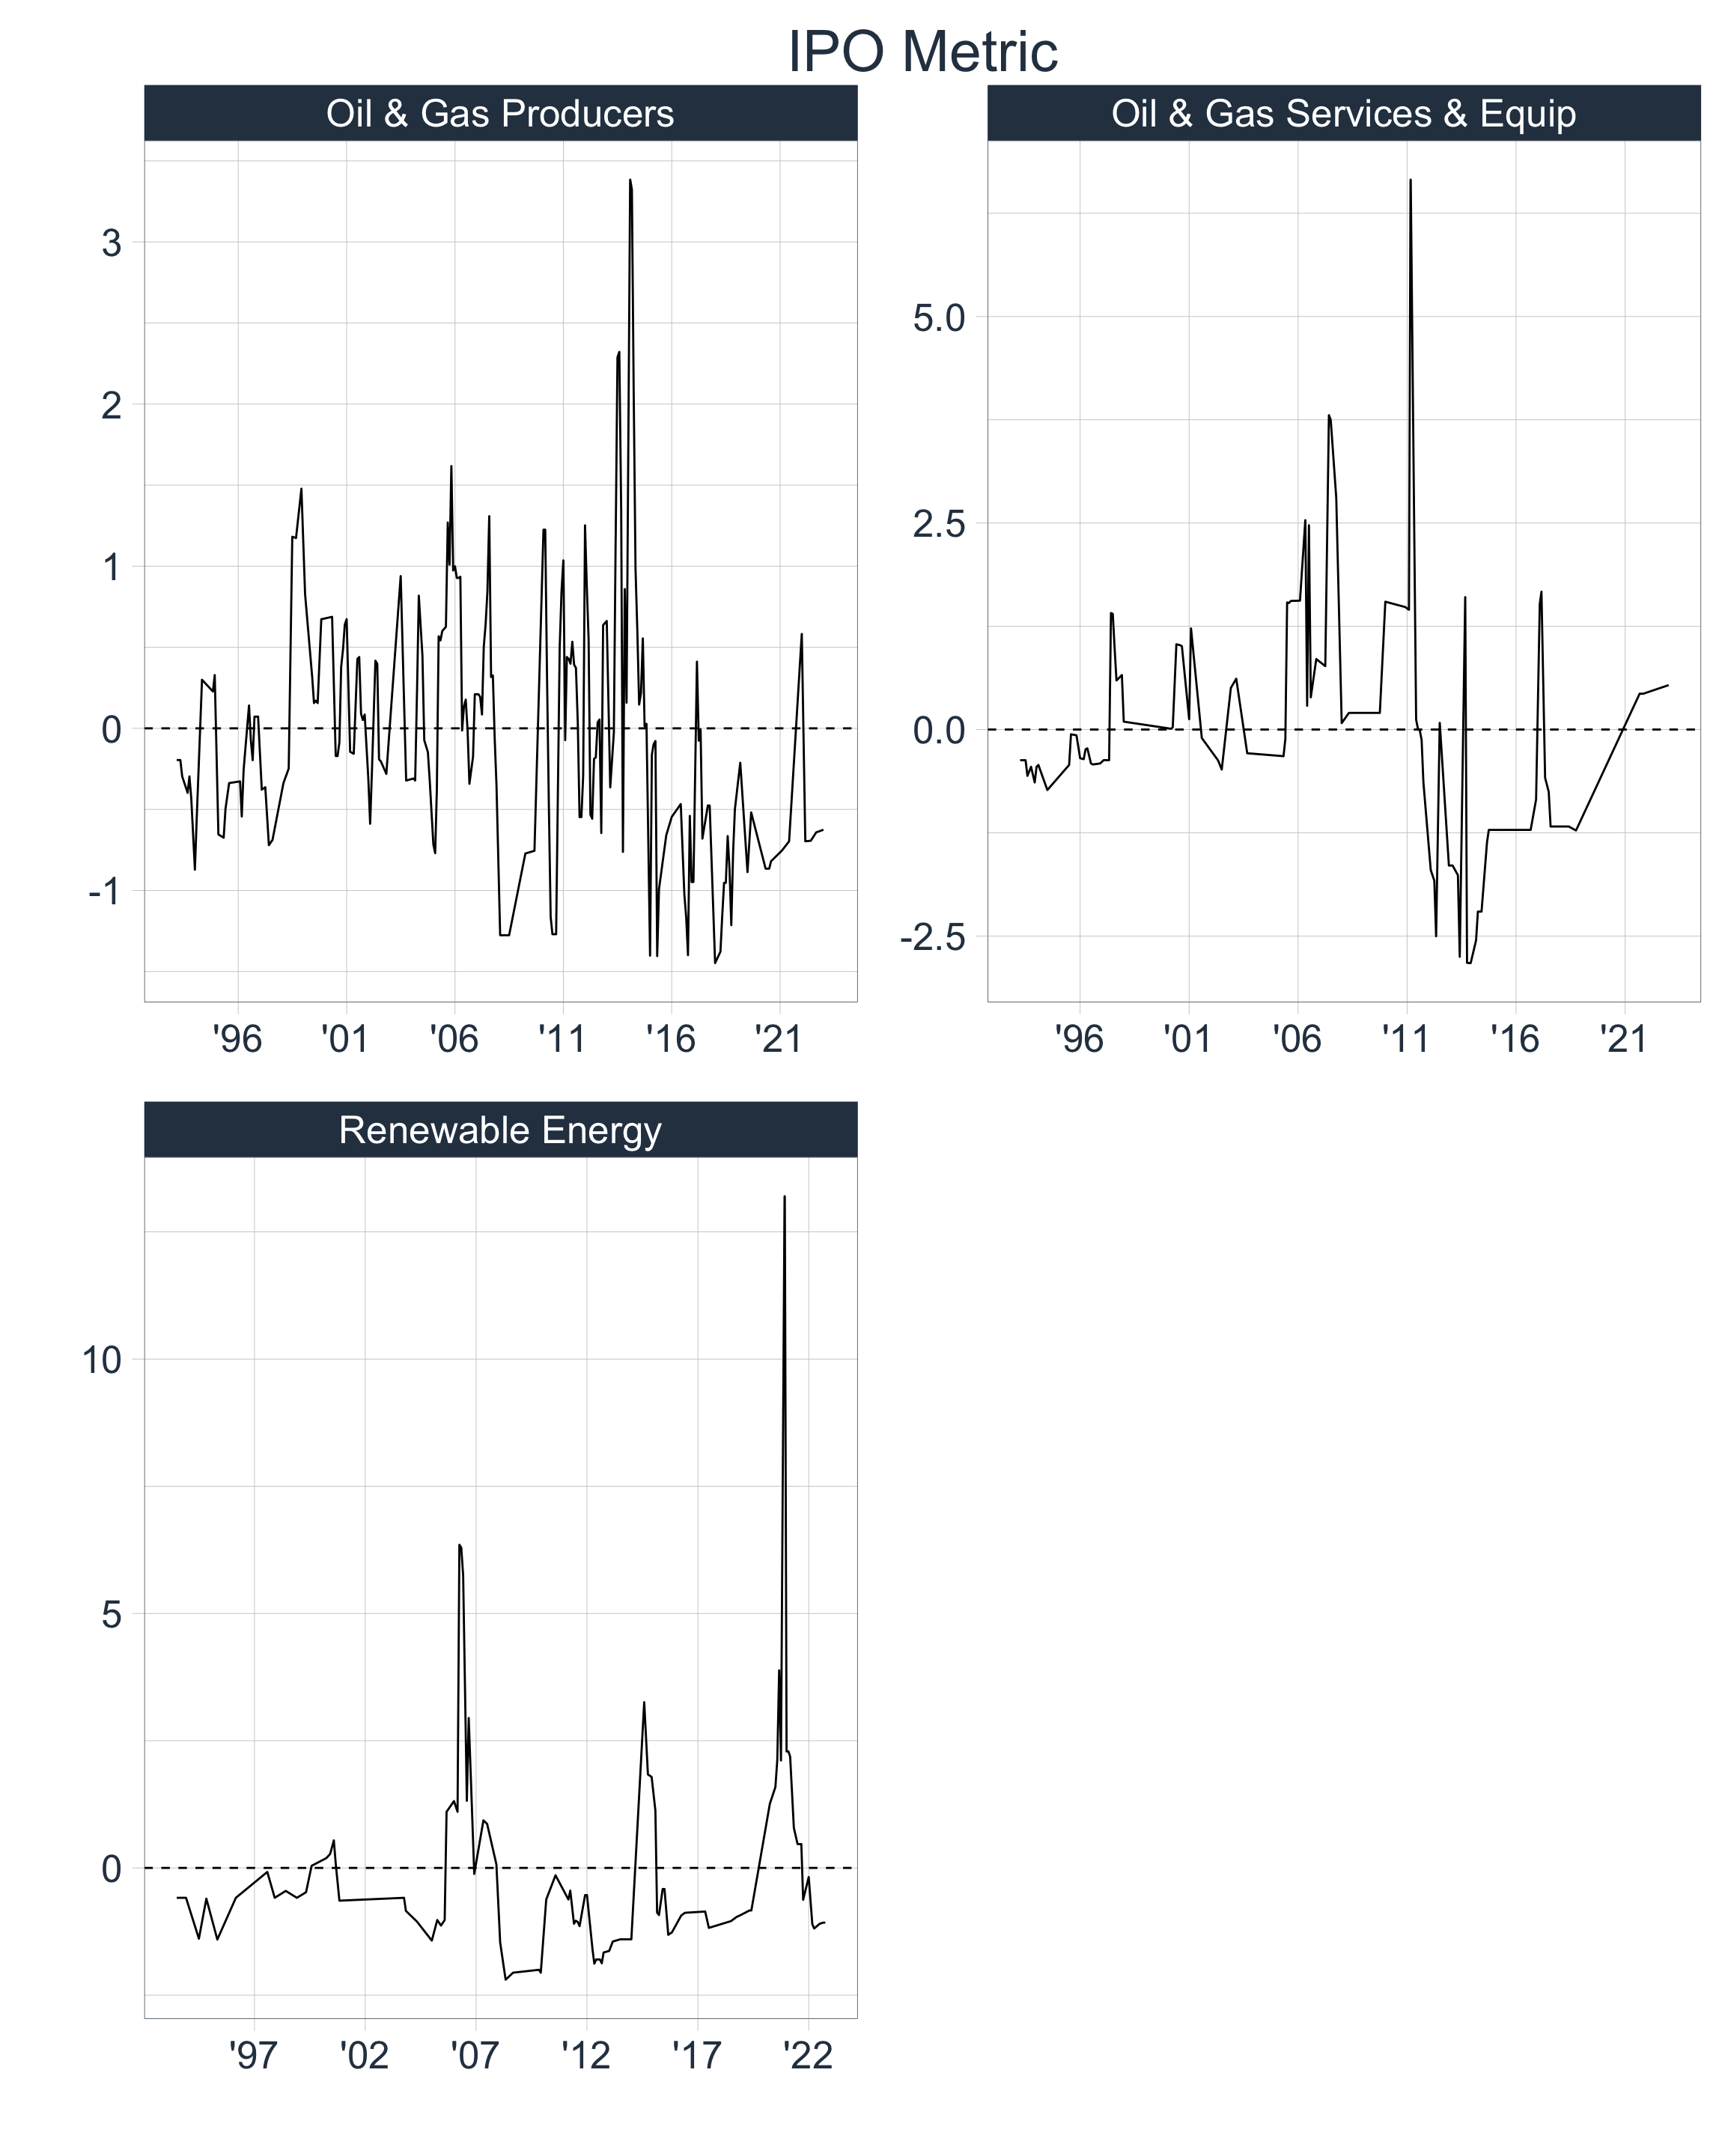 IPO Metric
Oil & Gas Producers
3
2
1
0
-1
'96 '01 '06 '11 '16 '21
Oil & Gas Services & Equip
5.0
2.5
0.0
-2.5
'96 '01 '06 '11 '16 '21
Renewable Energy
10
5
0
'97 '02 '07 '12 '17 '22